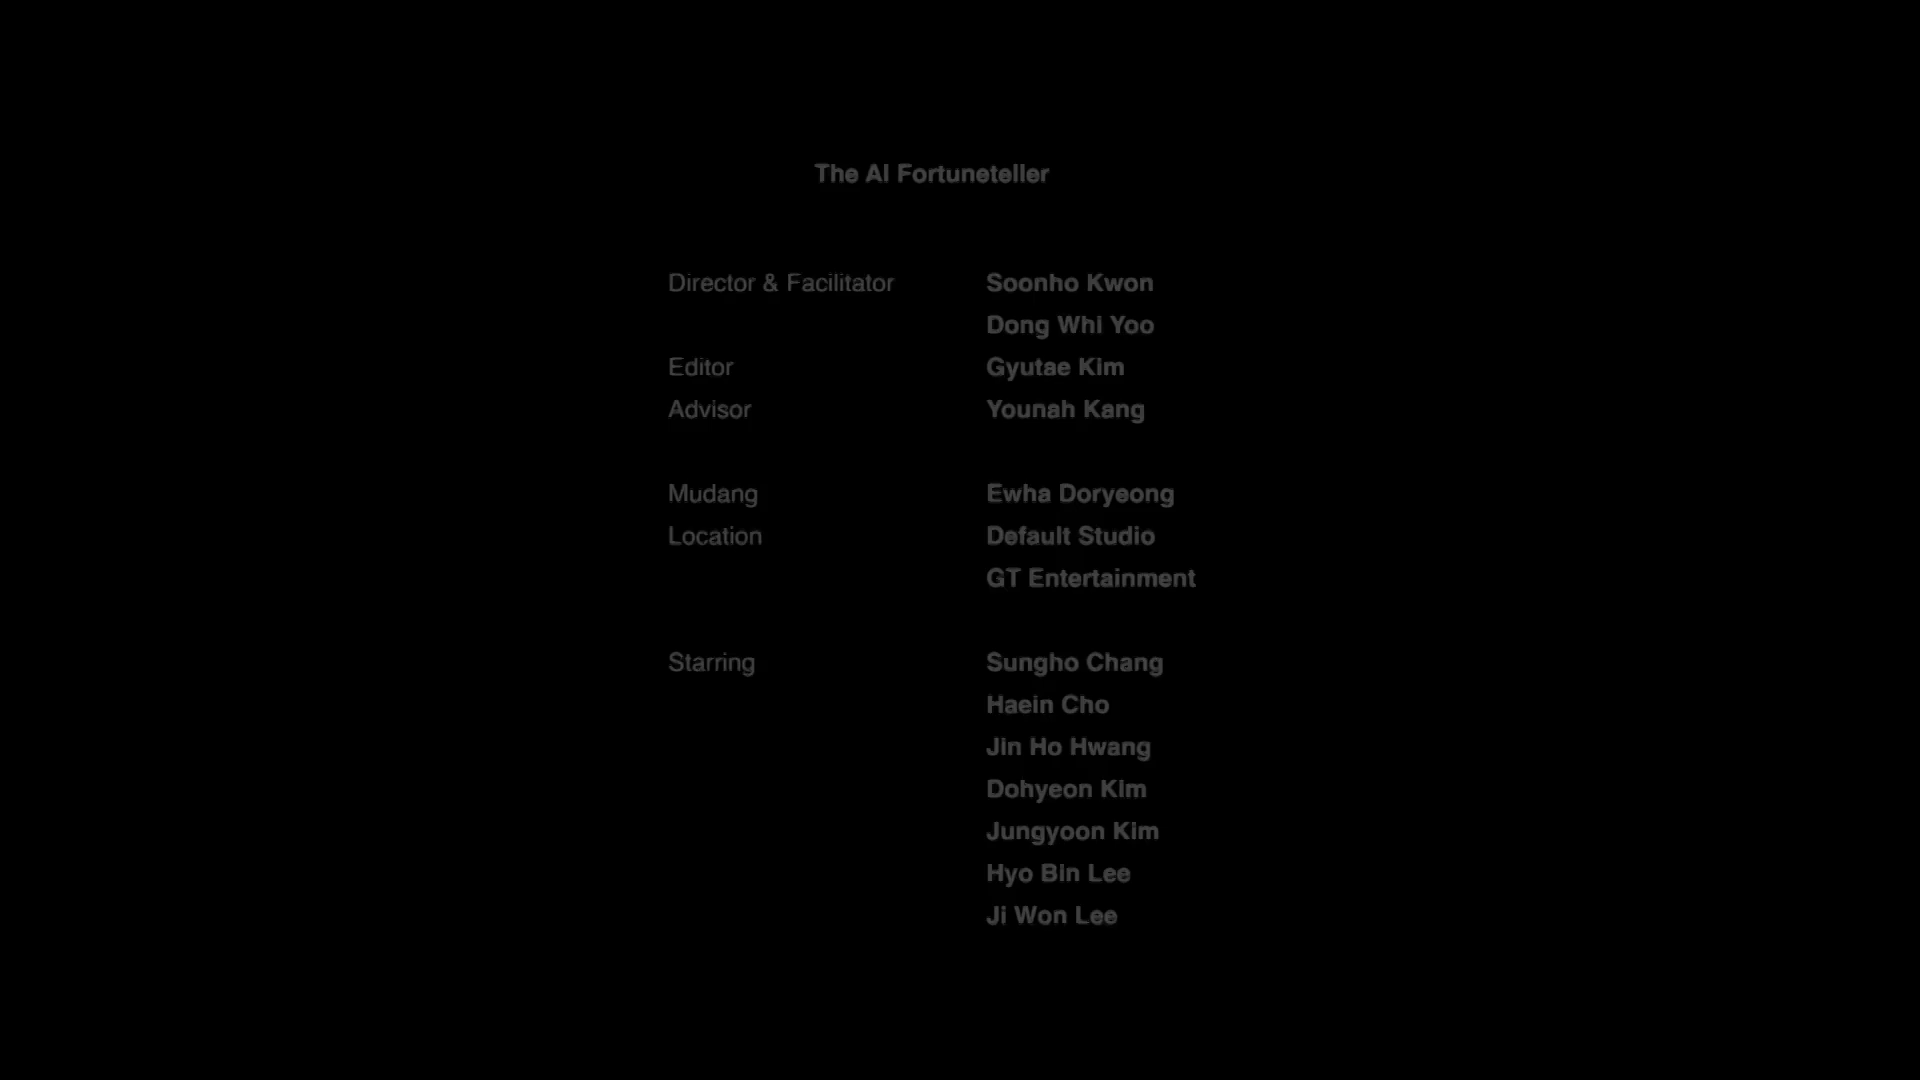 The AI Fortuneteller
Director & Facilitator Soonho Kwon
Dong Whi Yoo
Editor Gyutae Kim
Advisor Younah Kang
Mudang Ewha Doryeong
Location Default Studio
GT Entertainment
Starring Sungho Chang
Haein Cho
Jin Ho Hwang
Dohyeon Kim
Jungyoon Kim
Hyo Bin Lee
Ji Won Lee